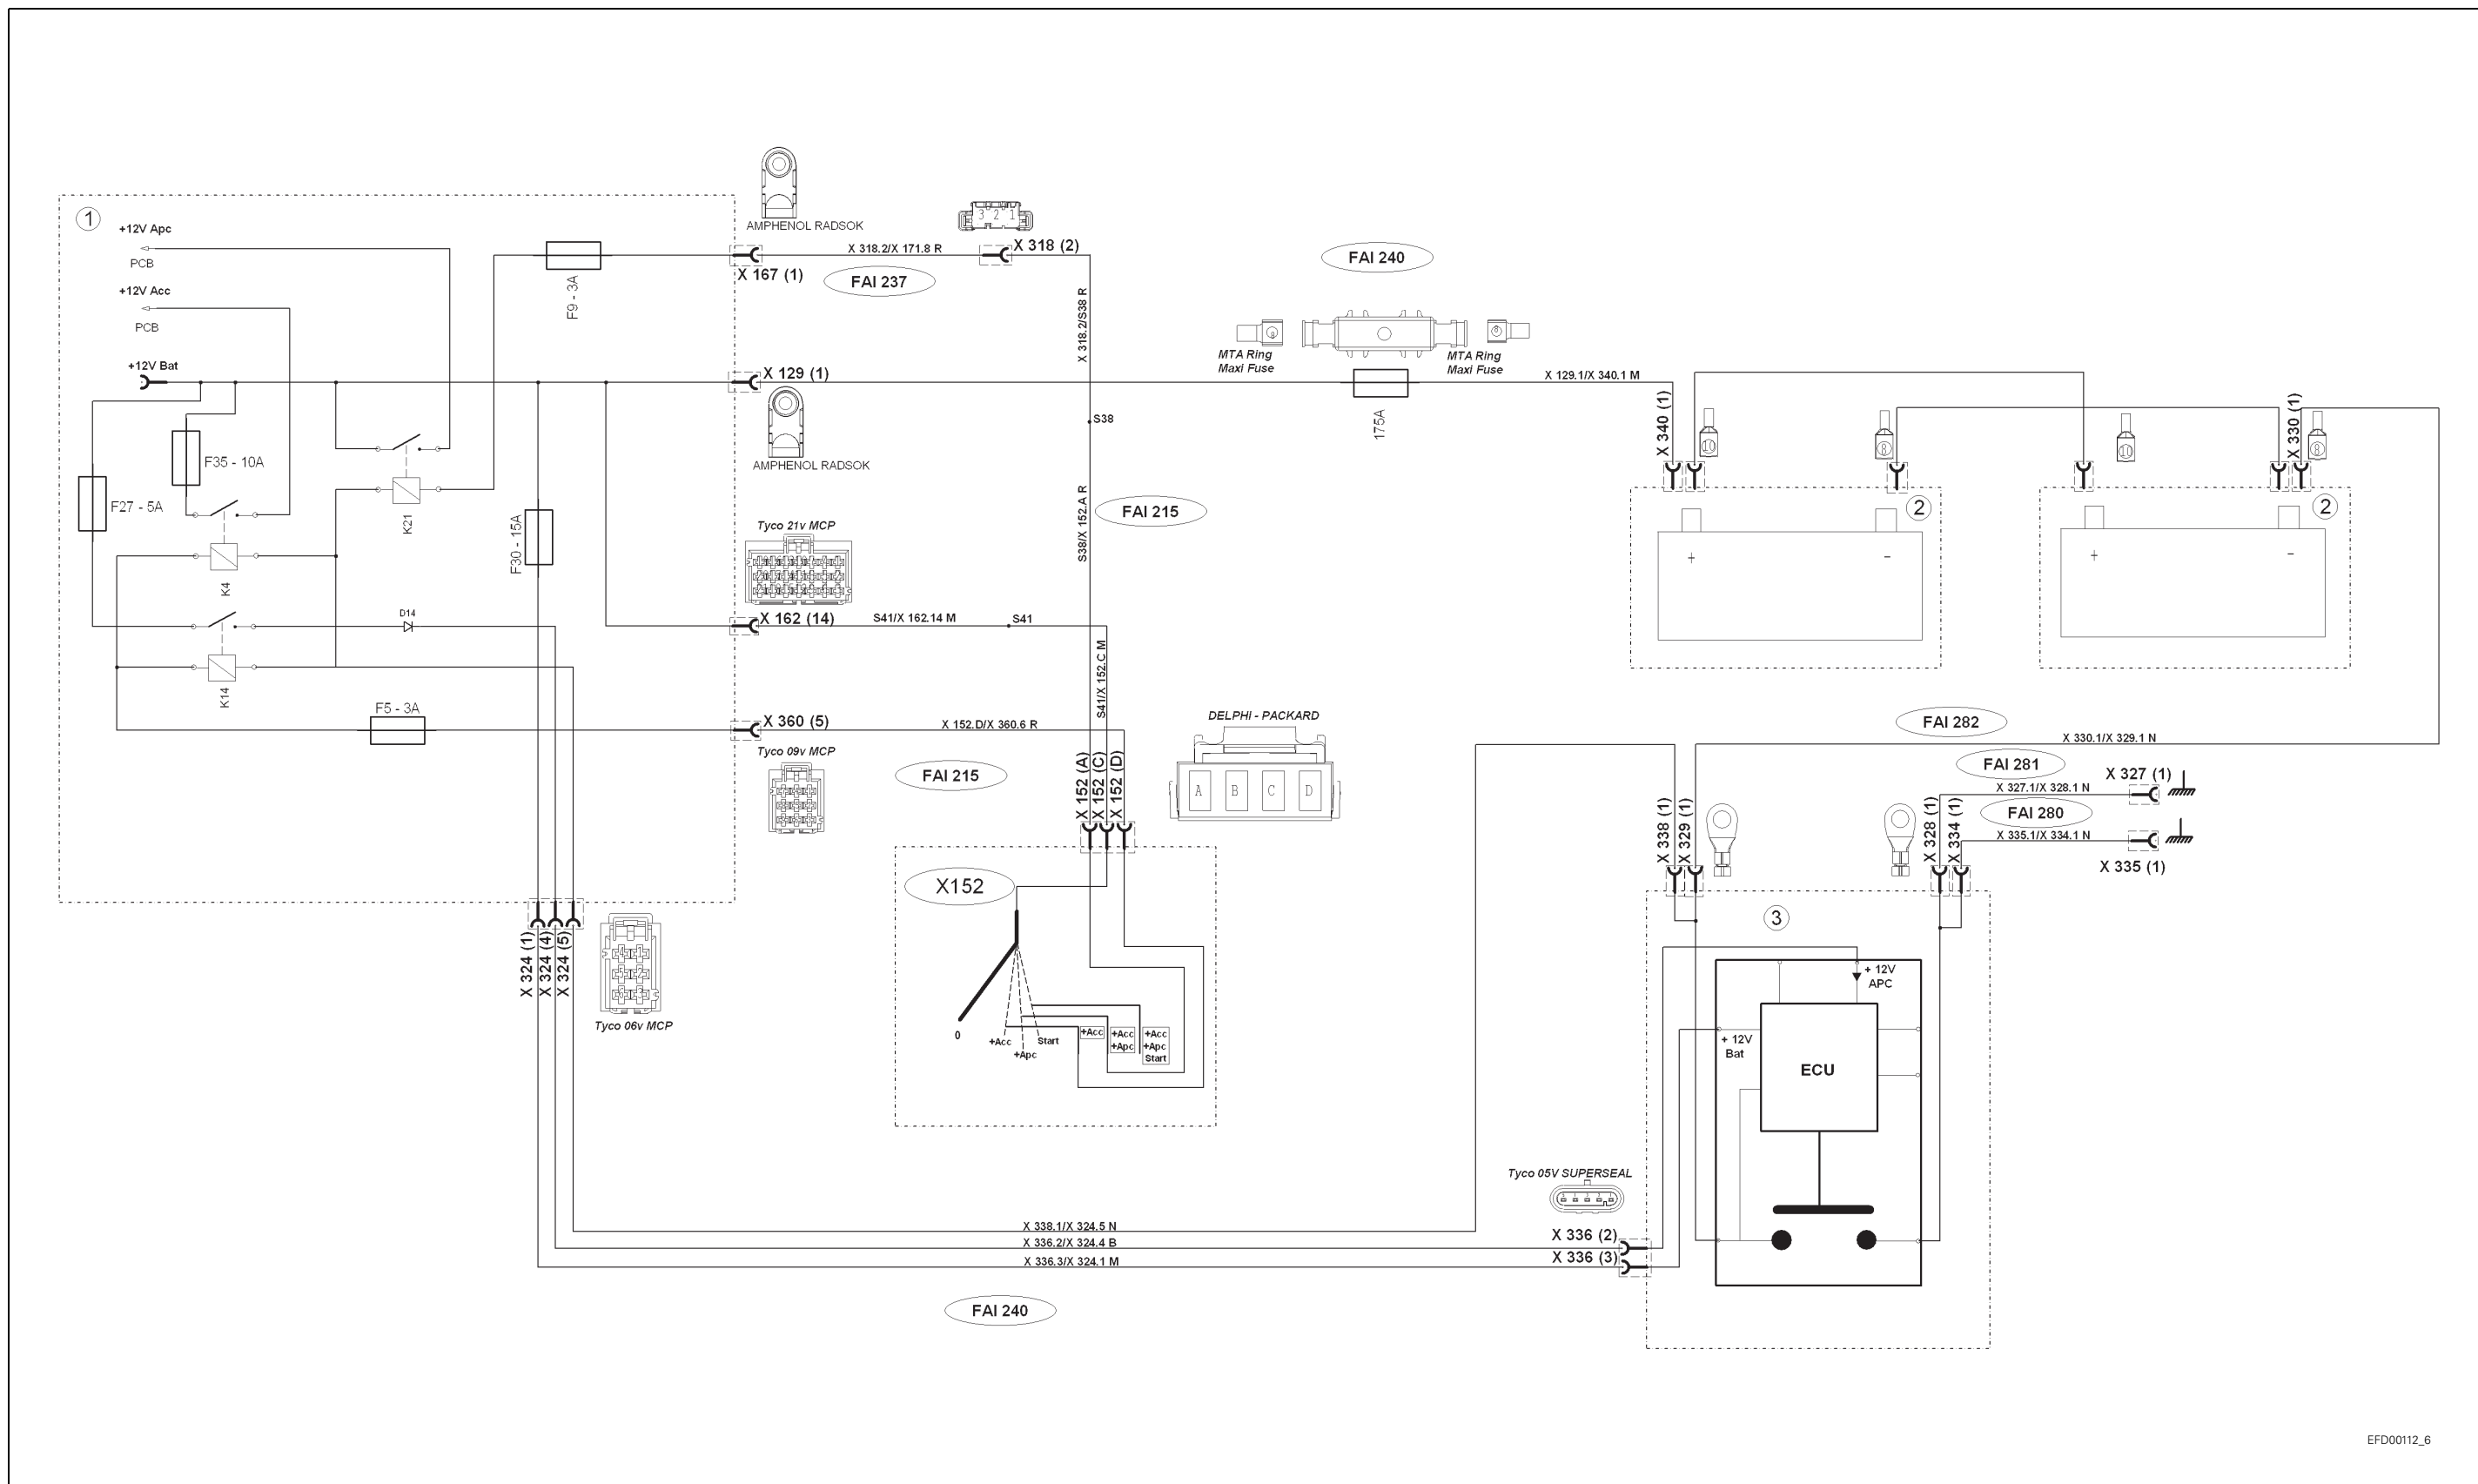 1
+12V Apc
PCB
+12V Acc
PCB
+12V Bat
F27 - 5A
F35 - 10A
K21
K4
K14
D14
F30 - 15A
F9 - 3A
F5 - 3A
AMPHENOL RADSOK
X 167 (1)
X 318.2/X 171.8 R
FAI 237
3 2 1
X 318 (2)
X 318.2/S38 R
X 129 (1)
AMPHENOL RADSOK
S38
S38/X 152.A R
FAI 215
FAI 240
MTA Ring
Maxi Fuse
8
8
MTA Ring
Maxi Fuse
175A
X 129.1/X 340.1 M
X 340 (1)
10
8
10
X 330 (1)
8
2
+
-
2
+
-
Tyco 21v MCP
X 162 (14)
S41/X 162.14 M
S41
S41/X 152.C M
X 360 (5)
X 152.D/X 360.6 R
Tyco 09v MCP
FAI 215
X 152 (A)
X 152 (C)
X 152 (D)
DELPHI - PACKARD
A B C D
X152
0
+Acc
+Apc
Start
+Acc
+Acc
+Apc
+Acc
+Apc
Start
X 324 (1)
X 324 (4)
X 324 (5)
Tyco 06v MCP
FAI 282
X 330.1/X 329.1 N
FAI 281
X 327 (1)
X 327.1/X 328.1 N
FAI 280
X 335.1/X 334.1 N
X 335 (1)
X 338 (1)
X 329 (1)
X 328 (1)
X 334 (1)
3
+ 12V
APC
+ 12V
Bat
ECU
Tyco 05V SUPERSEAL
X 336 (2)
X 336 (3)
X 338.1/X 324.5 N
X 336.2/X 324.4 B
X 336.3/X 324.1 M
FAI 240
EFD00112_6